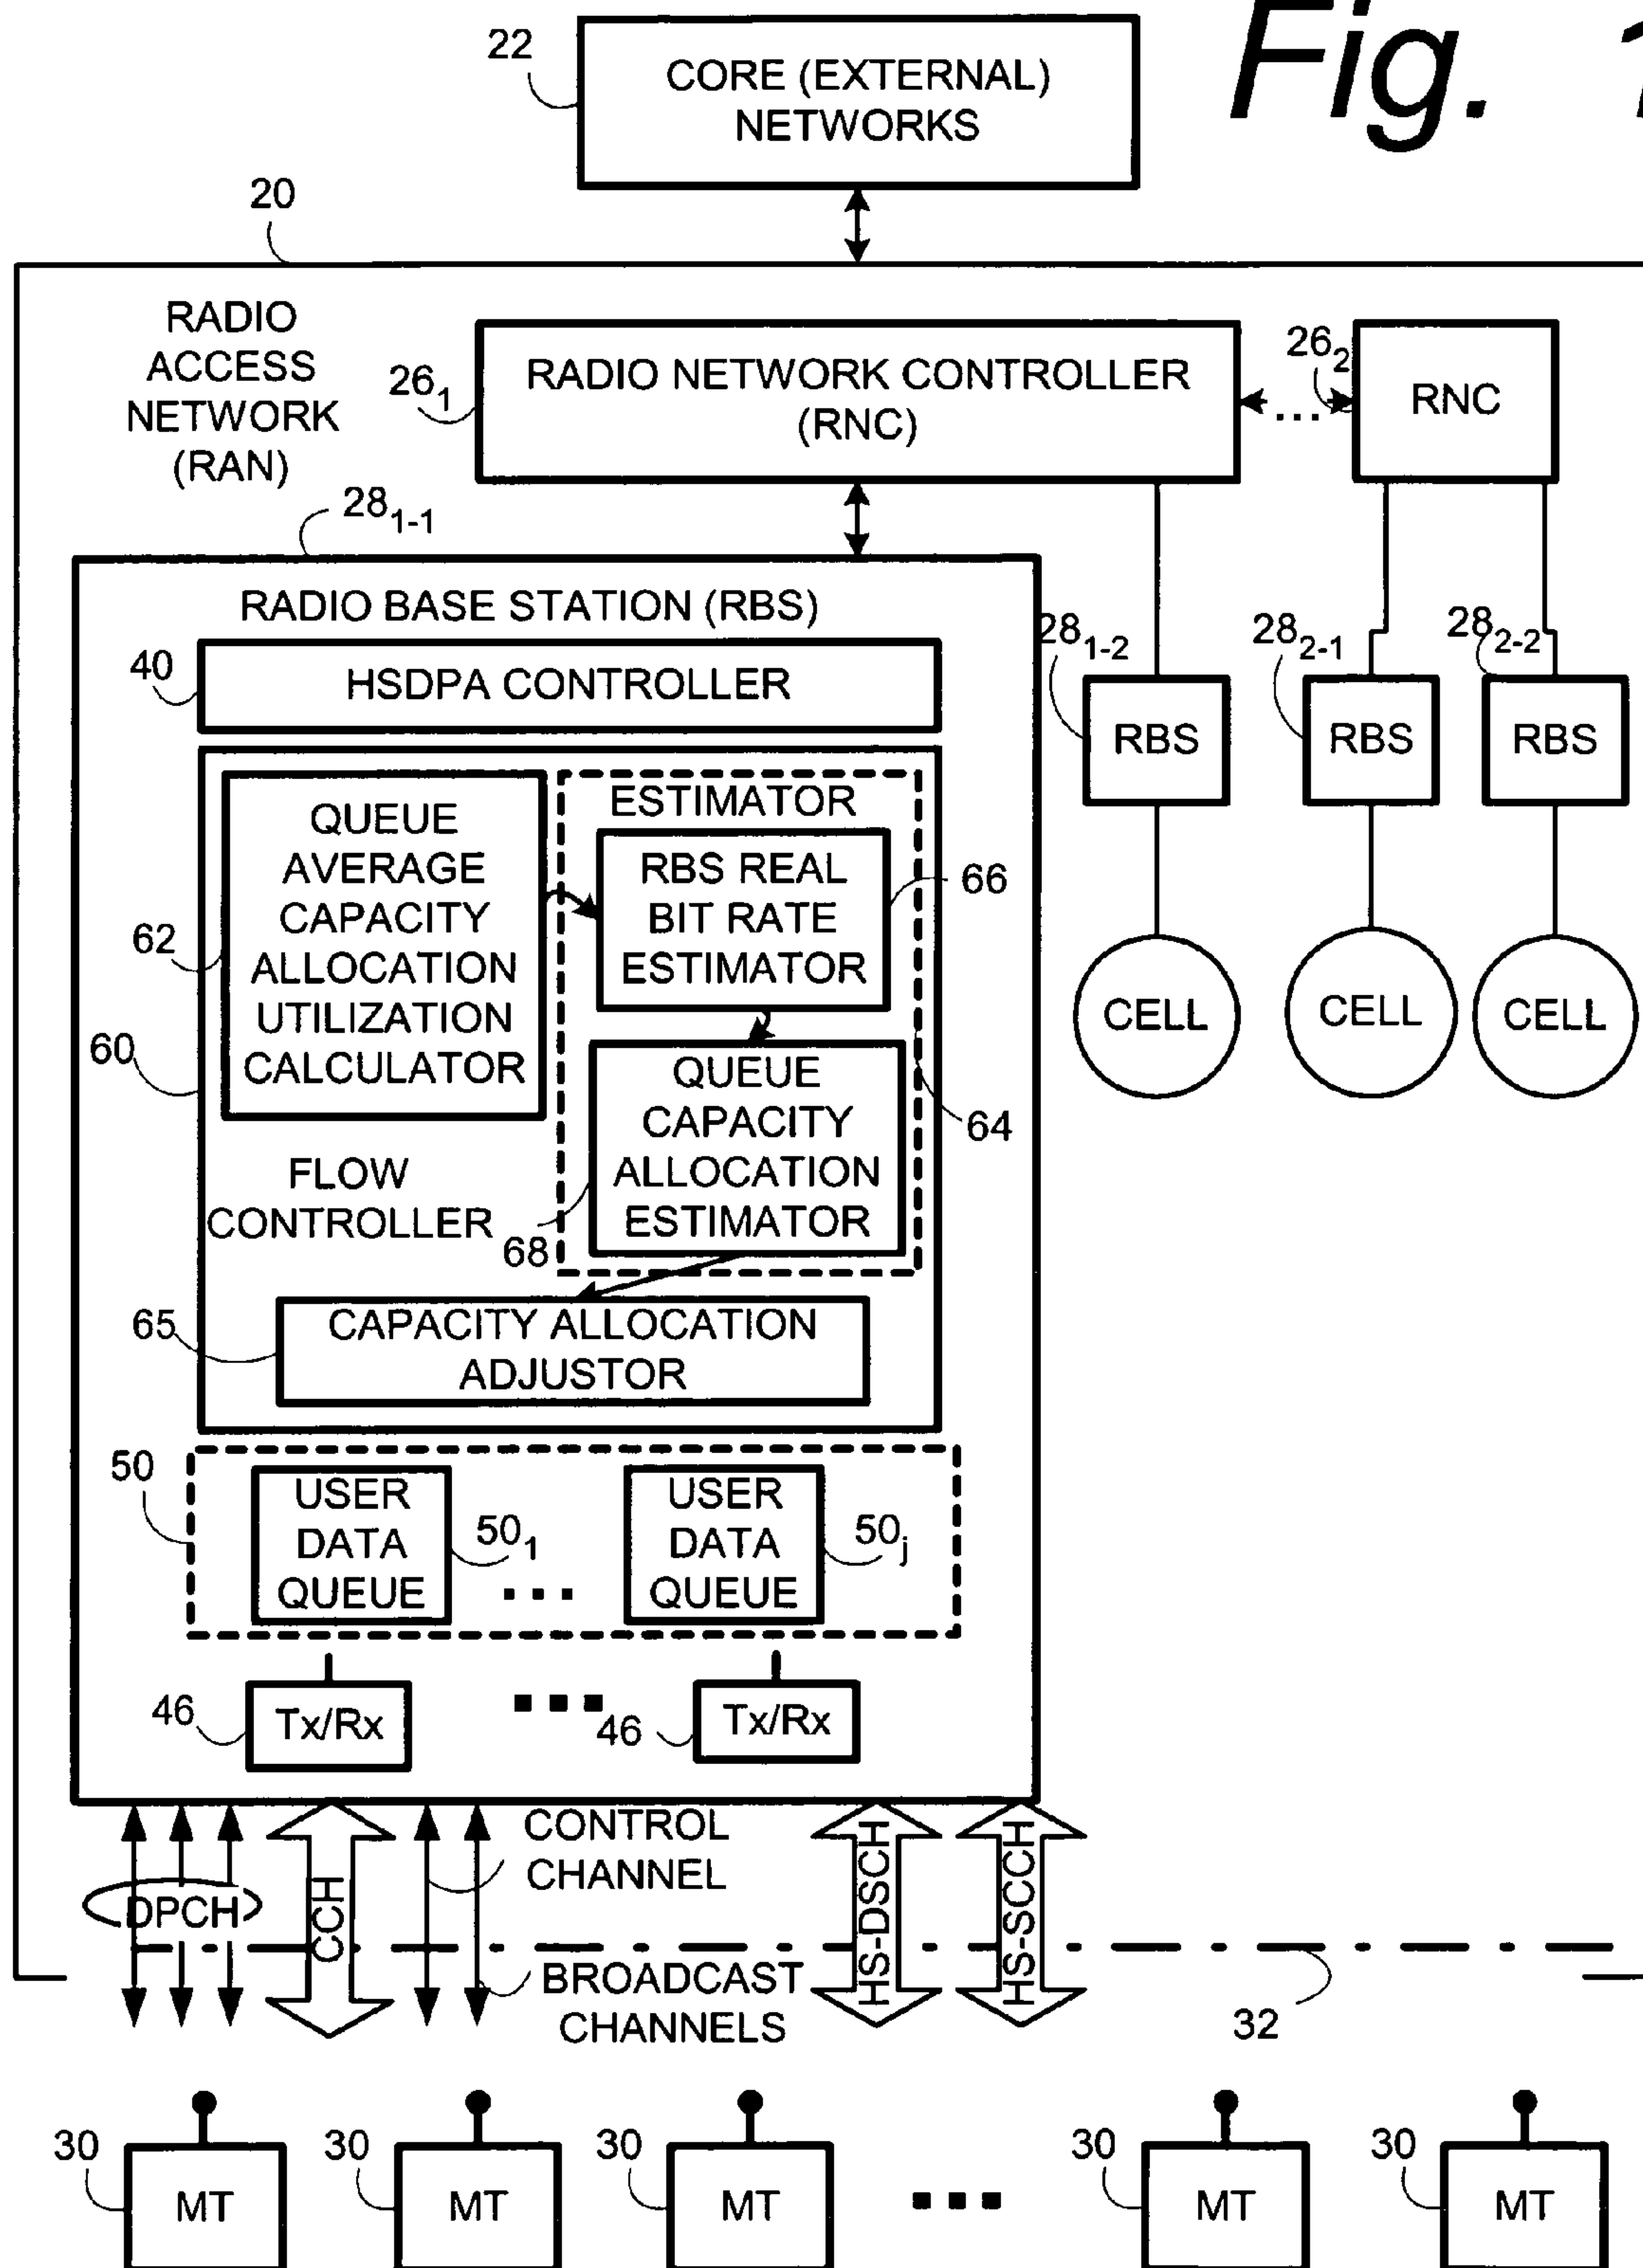 Fig. 1
22
CORE (EXTERNAL)
NETWORKS
20
RADIO
ACCESS
NETWORK
(RAN)
26₁
RADIO NETWORK CONTROLLER
(RNC)
...
26₂
RNC
28₁₋₁
RADIO BASE STATION (RBS)
28₁₋₂
28₂₋₁
28₂₋₂
40
HSDPA CONTROLLER
RBS
RBS
RBS
62
QUEUE
AVERAGE
CAPACITY
ALLOCATION
UTILIZATION
CALCULATOR
ESTIMATOR
RBS REAL
BIT RATE
ESTIMATOR
66
CELL
CELL
CELL
60
QUEUE
CAPACITY
ALLOCATION
ESTIMATOR
64
FLOW
CONTROLLER
68
65
CAPACITY ALLOCATION
ADJUSTOR
50
USER
DATA
QUEUE
50₁
...
USER
DATA
QUEUE
50ⱼ
46
Tx/Rx
...
46
Tx/Rx
DPCH
CCH
CONTROL
CHANNEL
HS-DSCH
HS-SCCH
BROADCAST
CHANNELS
32
30
MT
30
MT
30
MT
...
30
MT
30
MT